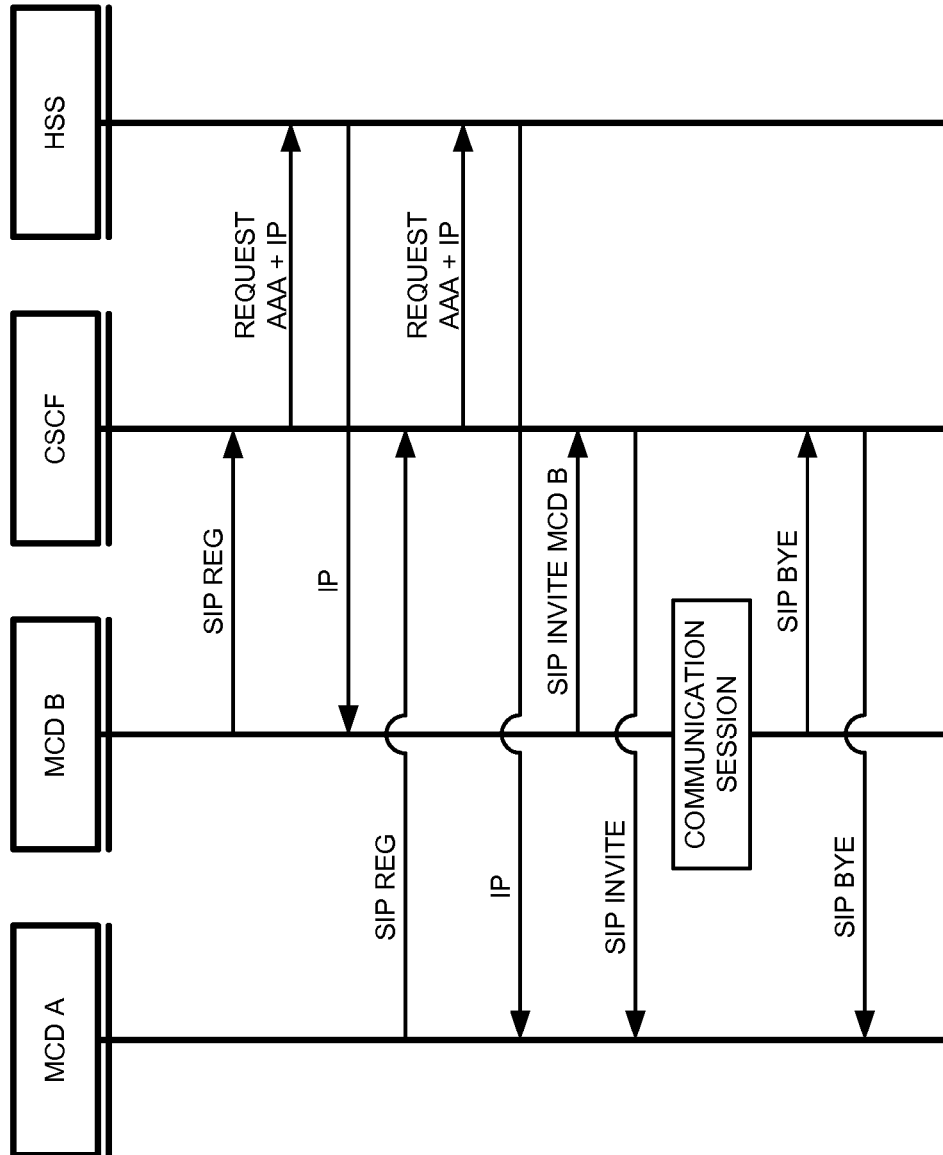 MCD A
MCD B
CSCF
HSS
SIP REG
REQUEST
AAA + IP
IP
SIP REG
REQUEST
AAA + IP
IP
SIP INVITE MCD B
SIP INVITE
COMMUNICATION
SESSION
SIP BYE
SIP BYE